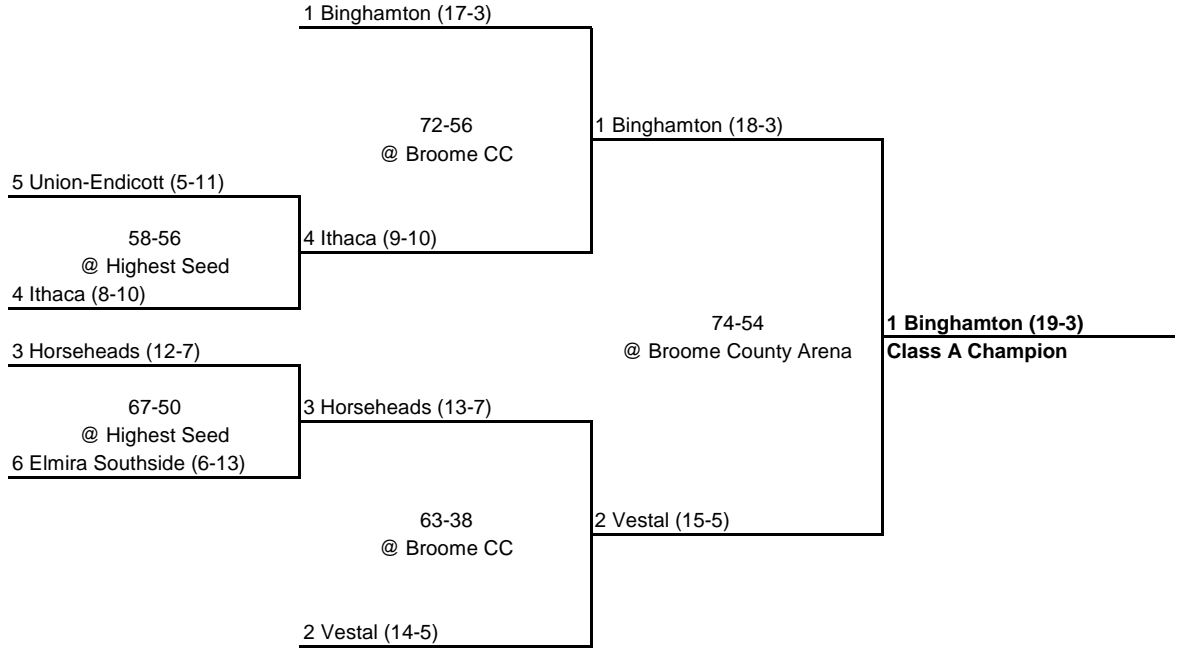 1 Binghamton (17-3)
72-56
@ Broome CC
1 Binghamton (18-3)
5 Union-Endicott (5-11)
58-56
@ Highest Seed
4 Ithaca (9-10)
4 Ithaca (8-10)
74-54
@ Broome County Arena
1 Binghamton (19-3)
Class A Champion
3 Horseheads (12-7)
67-50
@ Highest Seed
3 Horseheads (13-7)
6 Elmira Southside (6-13)
63-38
@ Broome CC
2 Vestal (15-5)
2 Vestal (14-5)